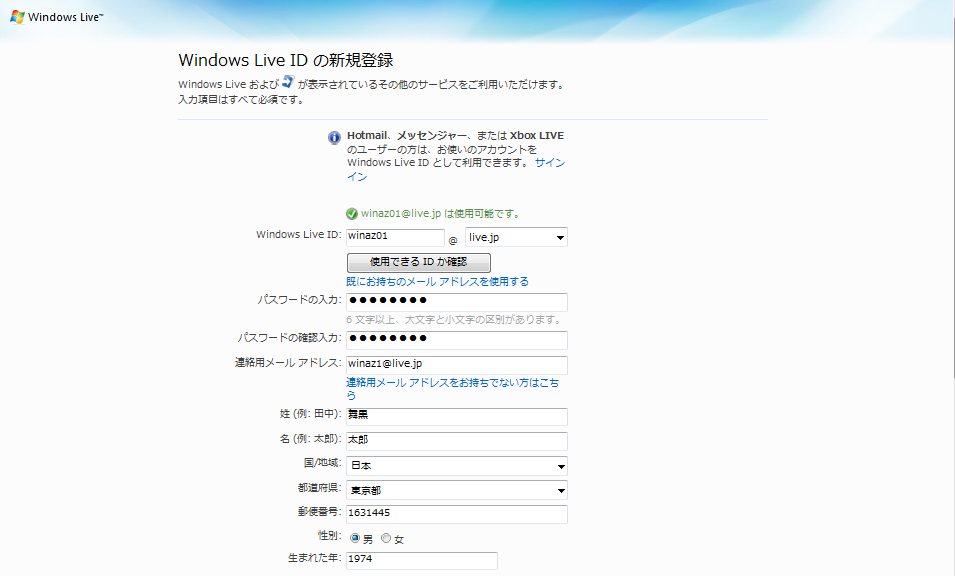 Windows Live™
Windows Live ID の新規登録
Windows Live および が表示されているその他のサービスをご利用いただけます。
入力項目はすべて必須です。
Hotmail、メッセンジャー、または Xbox LIVE
のユーザーの方は、お使いのアカウントを
Windows Live ID として利用できます。 サイン
イン
winaz01@live.jp は使用可能です。
Windows Live ID: winaz01 @ live.jp
使用できる ID か確認
既にお持ちのメール アドレスを使用する
パスワードの入力: ●●●●●●●●
6 文字以上、大文字と小文字の区別があります。
パスワードの確認入力: ●●●●●●●●
連絡用メール アドレス: winaz1@live.jp
連絡用メール アドレスをお持ちでない方はこち
ら
姓 (例: 田中): 舞黒
名 (例: 太郎): 太郎
国/地域: 日本
都道府県: 東京都
郵便番号: 1631445
性別: 男 女
生まれた年: 1974